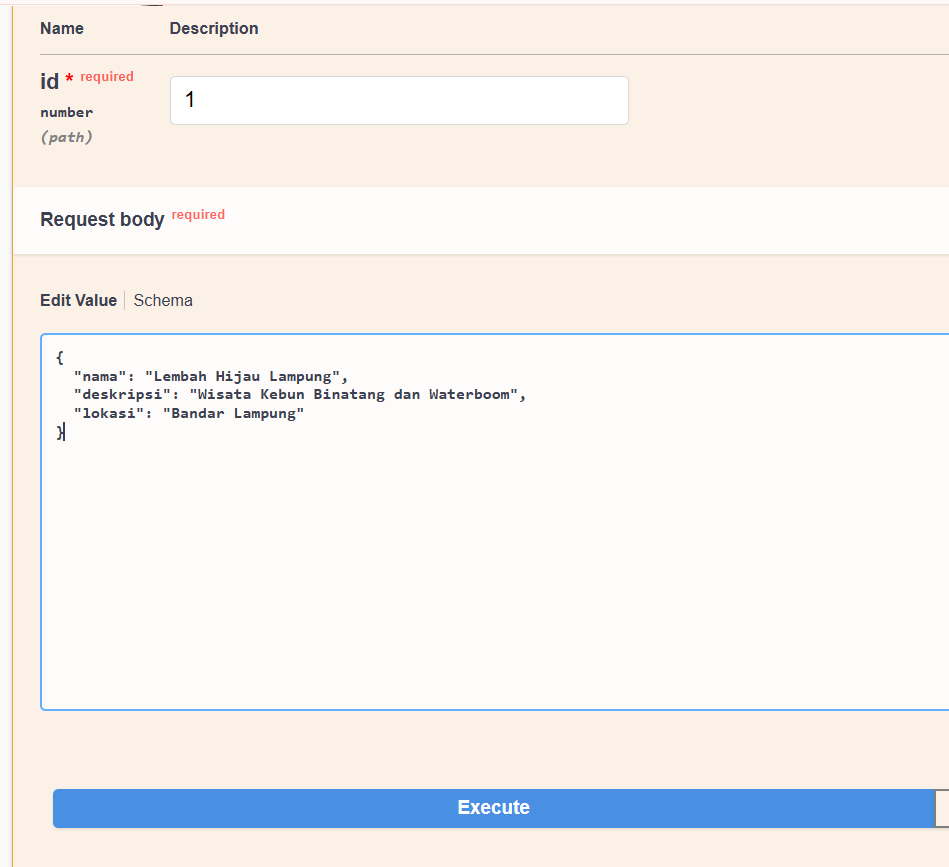 Name Description
id * required
1
number
(path)
Request body required
Edit Value Schema
{
"nama": "Lembah Hijau Lampung",
"deskripsi": "Wisata Kebun Binatang dan Waterboom",
"lokasi": "Bandar Lampung"
}
Execute